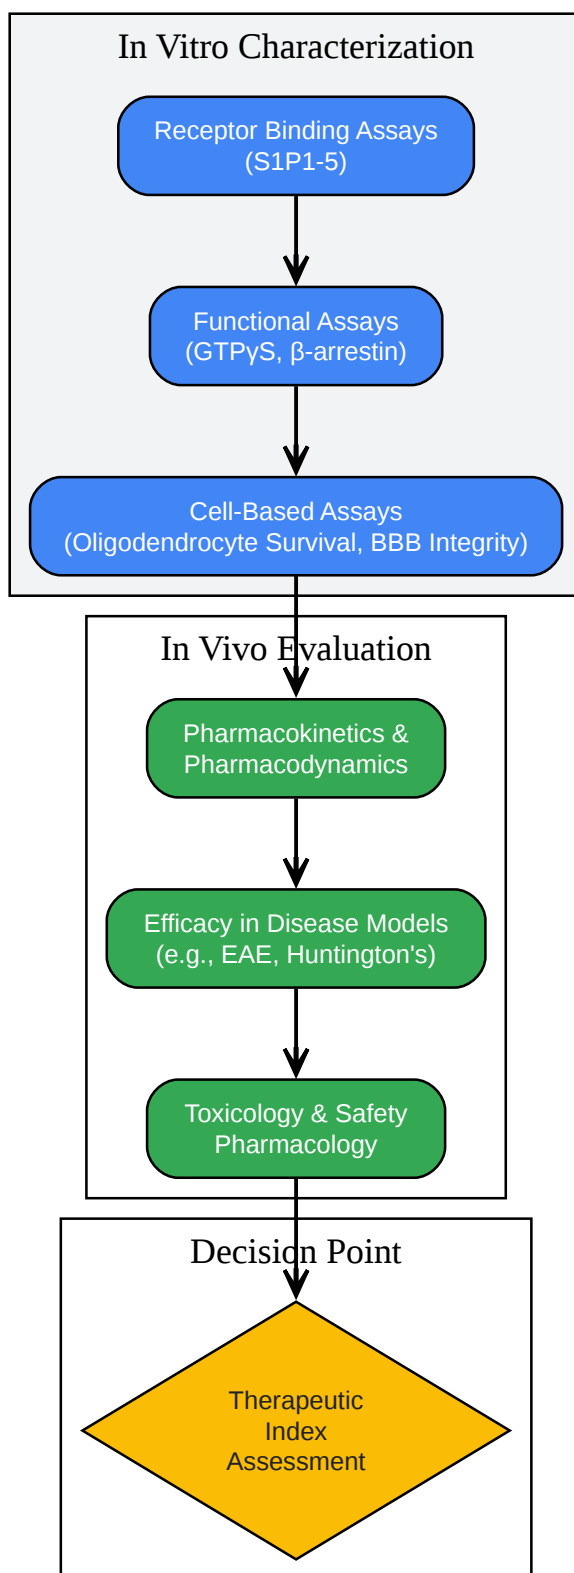 In Vitro Characterization
Receptor Binding Assays
(S1P1-5)
Functional Assays
(GTPγS, β-arrestin)
Cell-Based Assays
(Oligodendrocyte Survival, BBB Integrity)
In Vivo Evaluation
Pharmacokinetics &
Pharmacodynamics
Efficacy in Disease Models
(e.g., EAE, Huntington's)
Toxicology & Safety
Pharmacology
Decision Point
Therapeutic
Index
Assessment